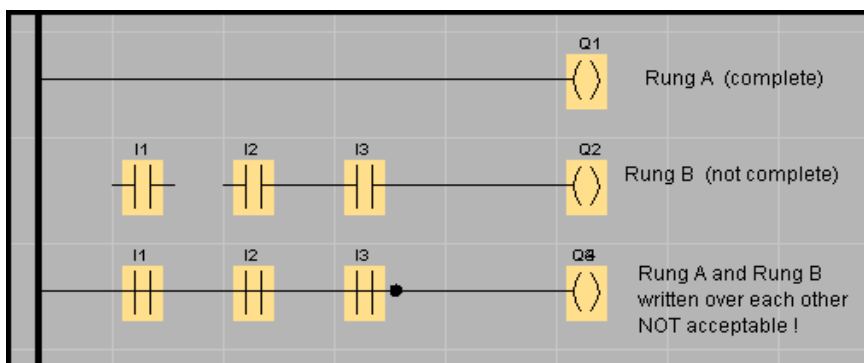 Q1
Rung A (complete)
I1 I2 I3 Q2
Rung B (not complete)
I1 I2 I3
Rung A and Rung B
written over each other
NOT acceptable !